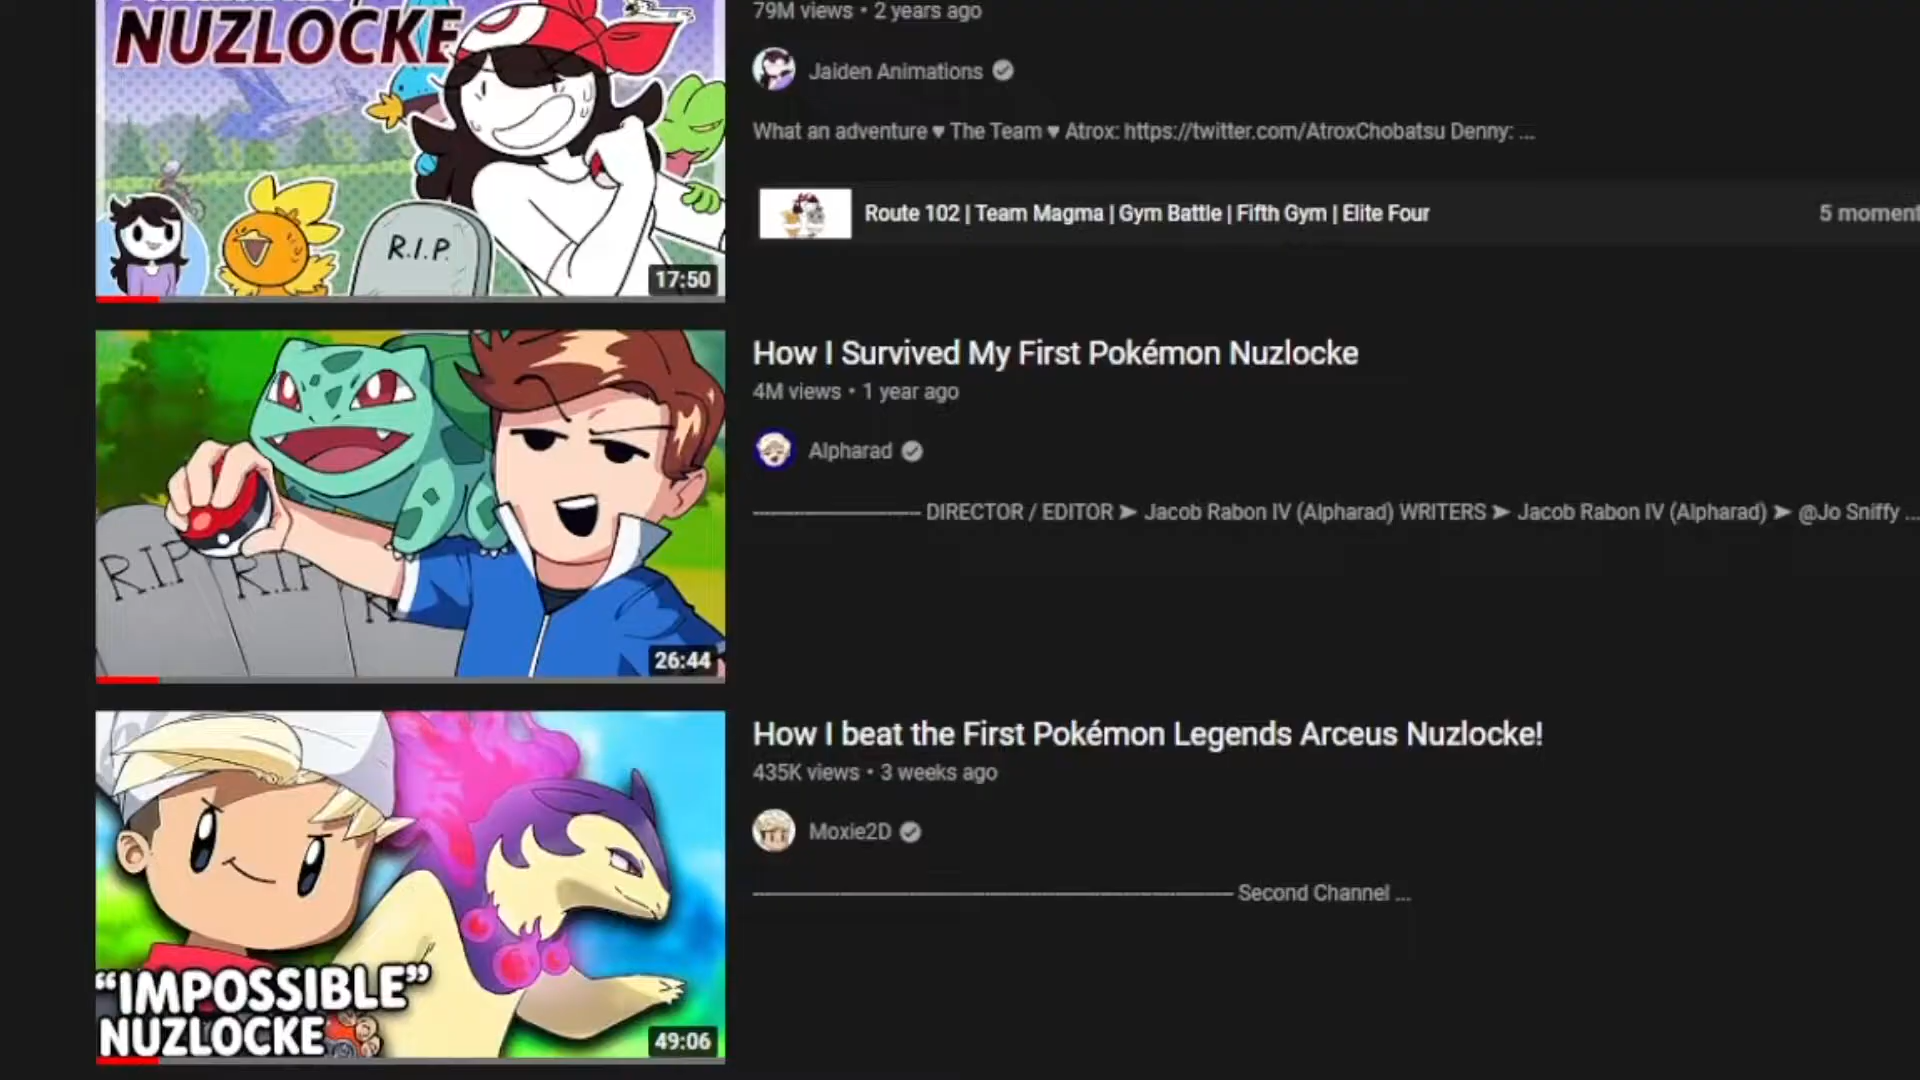 NUZLOCKE
R.I.P.
17:50
79M views • 2 years ago
Jaiden Animations
What an adventure ♥ The Team ♥ Atrox: https://twitter.com/AtroxChobatsu Denny: ...
Route 102 | Team Magma | Gym Battle | Fifth Gym | Elite Four
5 moment
R.I.P
R.I.P
R
26:44
How I Survived My First Pokémon Nuzlocke
4M views • 1 year ago
Alpharad
DIRECTOR / EDITOR ➤ Jacob Rabon IV (Alpharad) WRITERS ➤ Jacob Rabon IV (Alpharad) ➤ @Jo Sniffy ...
"IMPOSSIBLE"
NUZLOCKE
49:06
How I beat the First Pokémon Legends Arceus Nuzlocke!
435K views • 3 weeks ago
Moxie2D
Second Channel ...